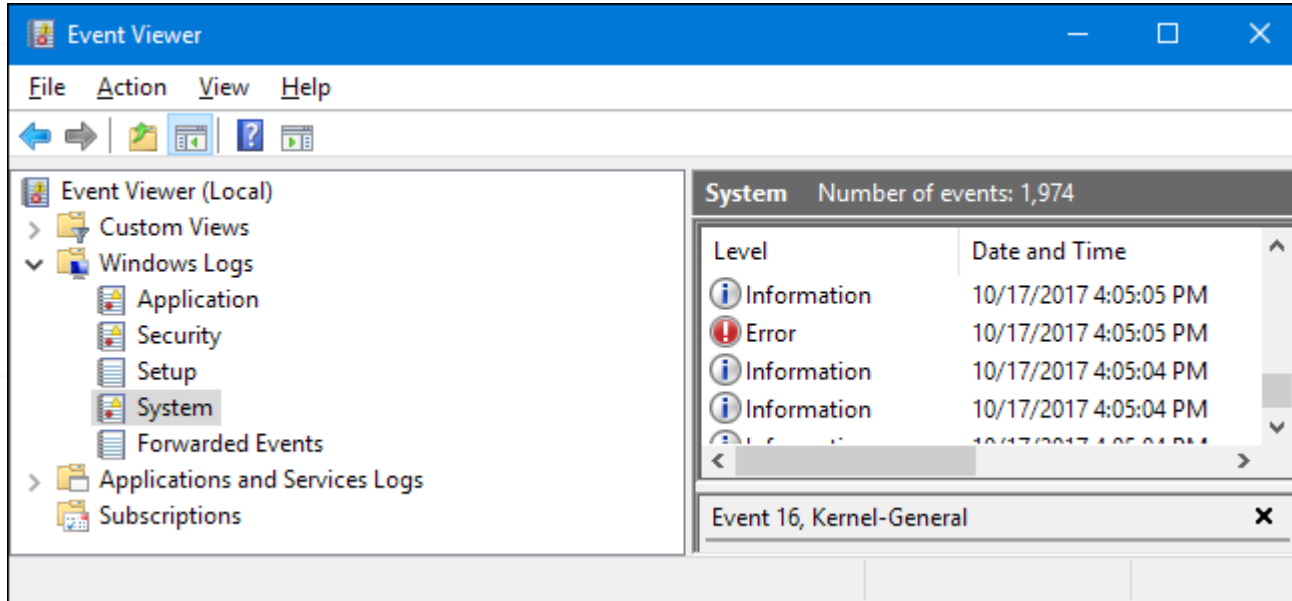 Event Viewer
File Action View Help
Event Viewer (Local)
Custom Views
Windows Logs
Application
Security
Setup
System
Forwarded Events
Applications and Services Logs
Subscriptions
System Number of events: 1,974
Level Date and Time
Information 10/17/2017 4:05:05 PM
Error 10/17/2017 4:05:05 PM
Information 10/17/2017 4:05:04 PM
Information 10/17/2017 4:05:04 PM
Event 16, Kernel-General